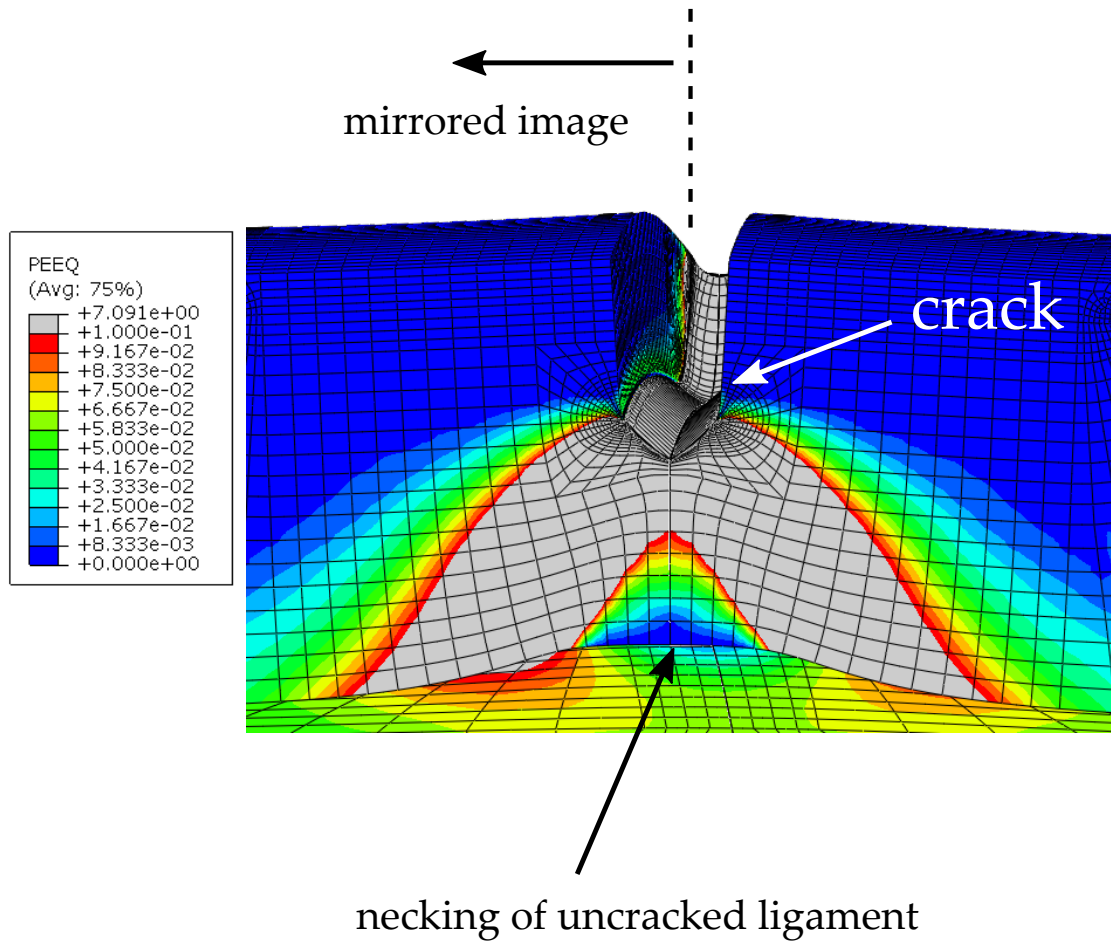 mirrored image
PEEQ
(Avg: 75%)
+7.091e+00
+1.000e-01
+9.167e-02
+8.333e-02
+7.500e-02
+6.667e-02
+5.833e-02
+5.000e-02
+4.167e-02
+3.333e-02
+2.500e-02
+1.667e-02
+8.333e-03
+0.000e+00
crack
necking of uncracked ligament